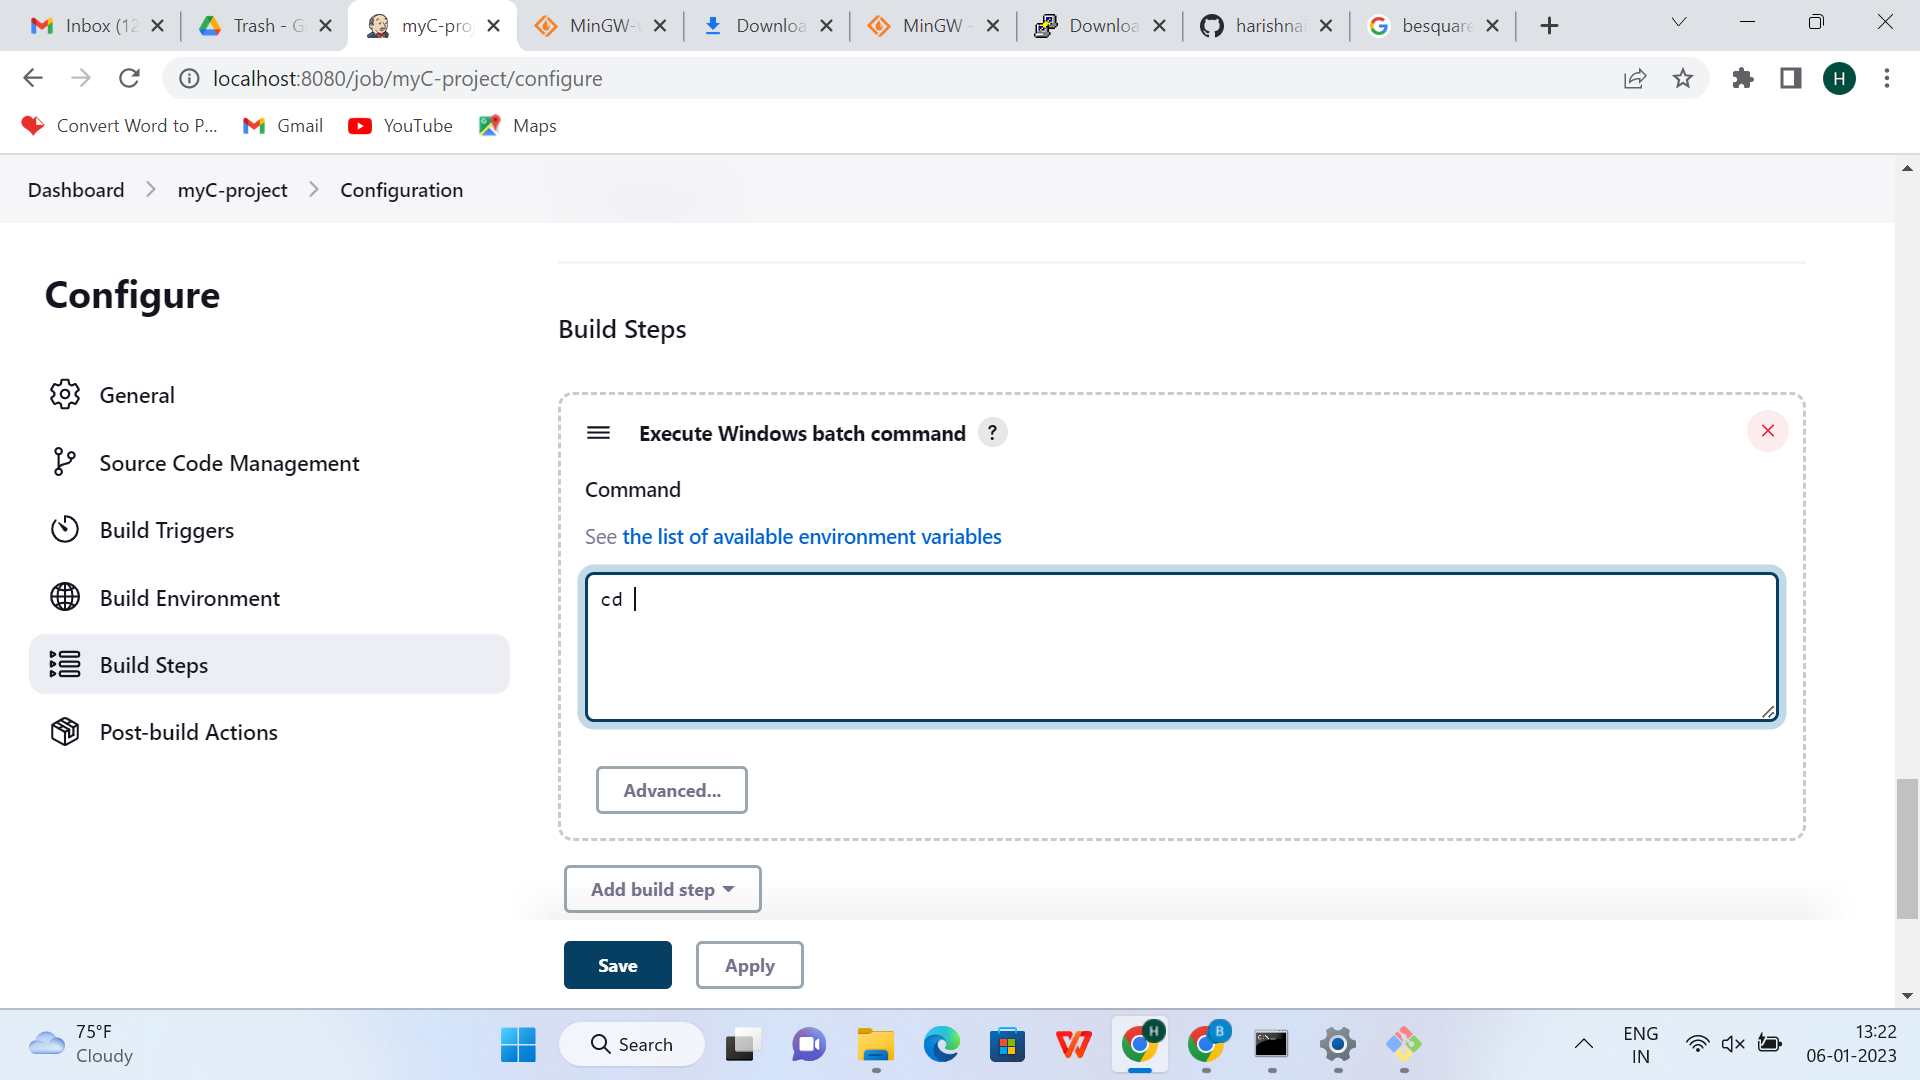 Inbox (12
Trash - G
myC-pro
MinGW-
Downloa
MinGW -
Downloa
harishnai
besquare
localhost:8080/job/myC-project/configure
H
Convert Word to P...
Gmail
YouTube
Maps
Dashboard
myC-project
Configuration
Configure
General
Source Code Management
Build Triggers
Build Environment
Build Steps
Post-build Actions
Build Steps
Execute Windows batch command ?
Command
See the list of available environment variables
cd
Advanced...
Add build step
Save
Apply
75°F
Cloudy
Search
H
B
ENG
IN
13:22
06-01-2023